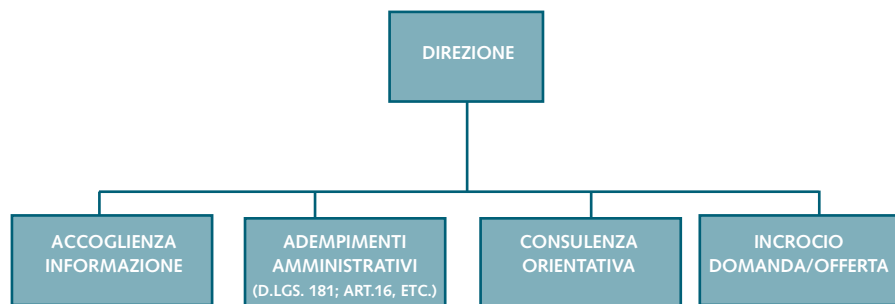 DIREZIONE
ACCOGLIENZA
INFORMAZIONE
ADEMPIMENTI
AMMINISTRATIVI
(D.LGS. 181; ART.16, ETC.)
CONSULENZA
ORIENTATIVA
INCROCIO
DOMANDA/OFFERTA